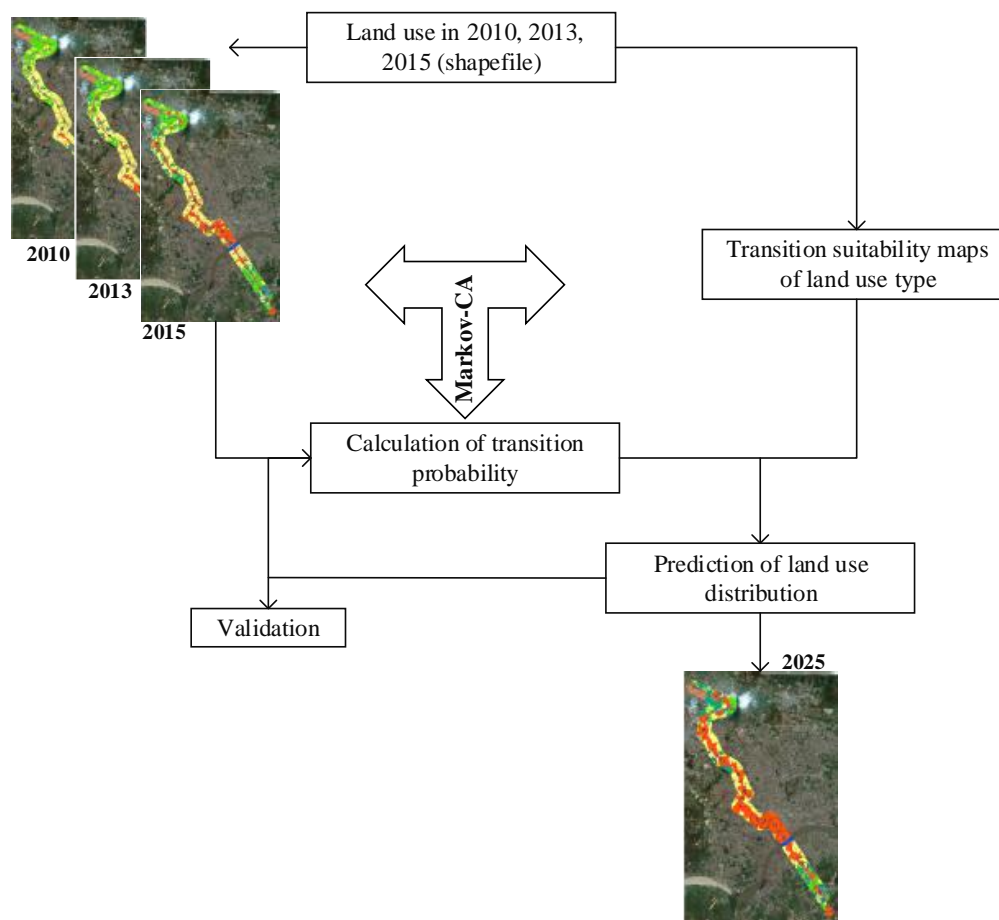 Land use in 2010, 2013,
2015 (shapefile)
2010
2013
2015
Transition suitability maps
of land use type
Markov-CA
Calculation of transition
probability
Prediction of land use
distribution
Validation
2025